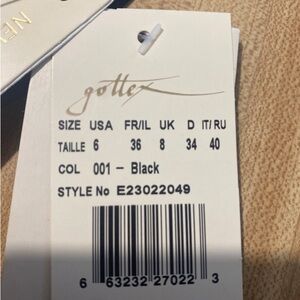 NEW
gottex
SIZE USA FR/IL UK D IT/RU
TAILLE 6 36 8 34 40
COL 001 - Black
STYLE No E23022049
6 63232 27022 3